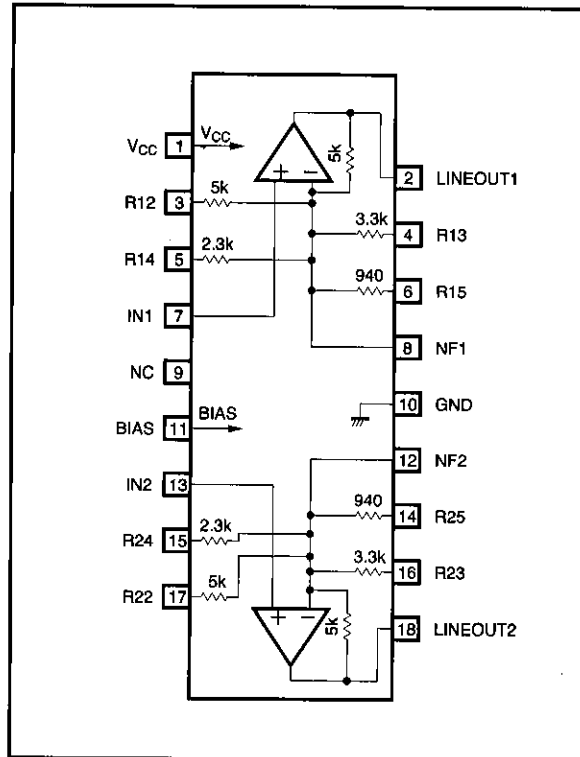 VCC 1 VCC
5k
2 LINEOUT1
R12 3 5k
3.3k 4 R13
R14 5 2.3k
940 6 R15
IN1 7
8 NF1
NC 9
10 GND
BIAS 11 BIAS
12 NF2
IN2 13
940 14 R25
R24 15 2.3k
3.3k 16 R23
R22 17 5k
5k
18 LINEOUT2
+ −
+ −